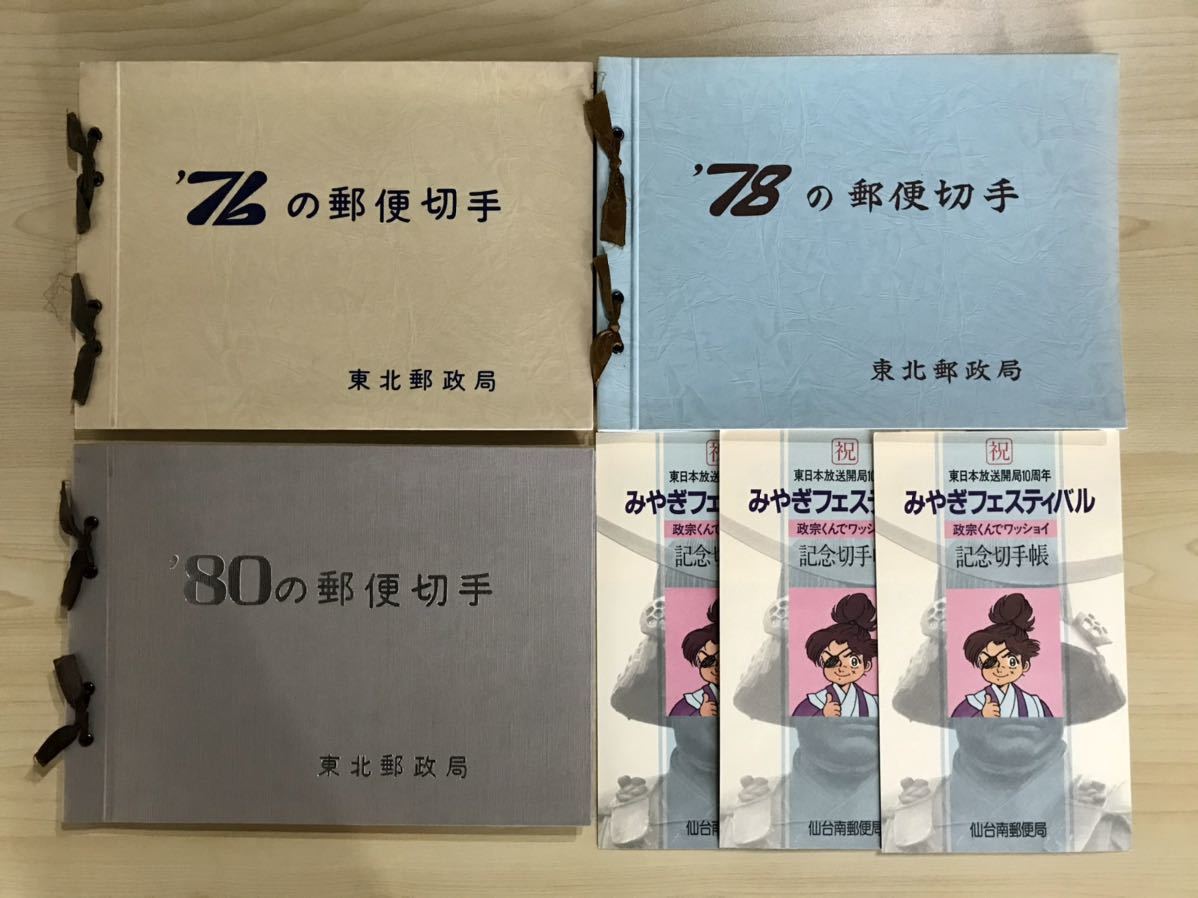 '76の郵便切手
東北郵政局
'78の郵便切手
東北郵政局
'80の郵便切手
東北郵政局
祝
東日本放送開局10
みやぎフェ
政宗くんで
記念切
仙台南
祝
東日本放送開局10
みやぎフェステ
政宗くんでワッシ
記念切手
仙台南郵便局
祝
東日本放送開局10周年
みやぎフェスティバル
政宗くんでワッショイ
記念切手帳
仙台南郵便局